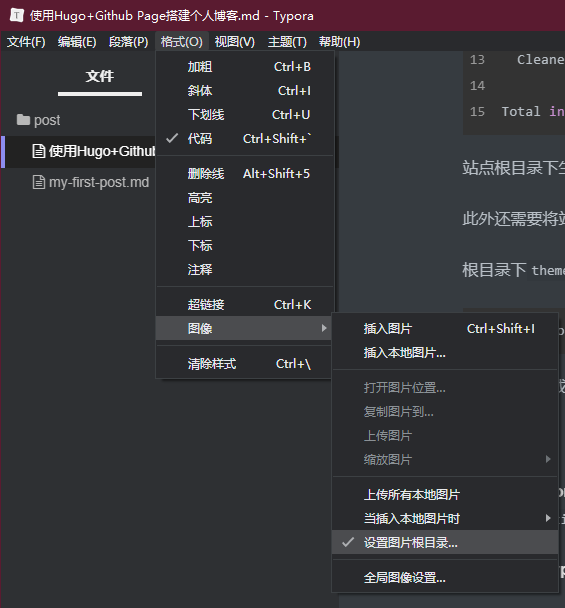 使用Hugo+Github Page搭建个人博客.md - Typora
文件(F) 编辑(E) 段落(P) 格式(O) 视图(V) 主题(T) 帮助(H)
文件
post
使用Hugo+Github
my-first-post.md
加粗 Ctrl+B
斜体 Ctrl+I
下划线 Ctrl+U
代码 Ctrl+Shift+`
删除线 Alt+Shift+5
高亮
上标
下标
注释
超链接 Ctrl+K
图像
清除样式 Ctrl+\
插入图片 Ctrl+Shift+I
插入本地图片...
打开图片位置...
复制图片到...
上传图片
缩放图片
上传所有本地图片
当插入本地图片时
设置图片根目录...
全局图像设置...
13 Cleane
14
15 Total in
站点根目录下
此外还需要将
根目录下 them